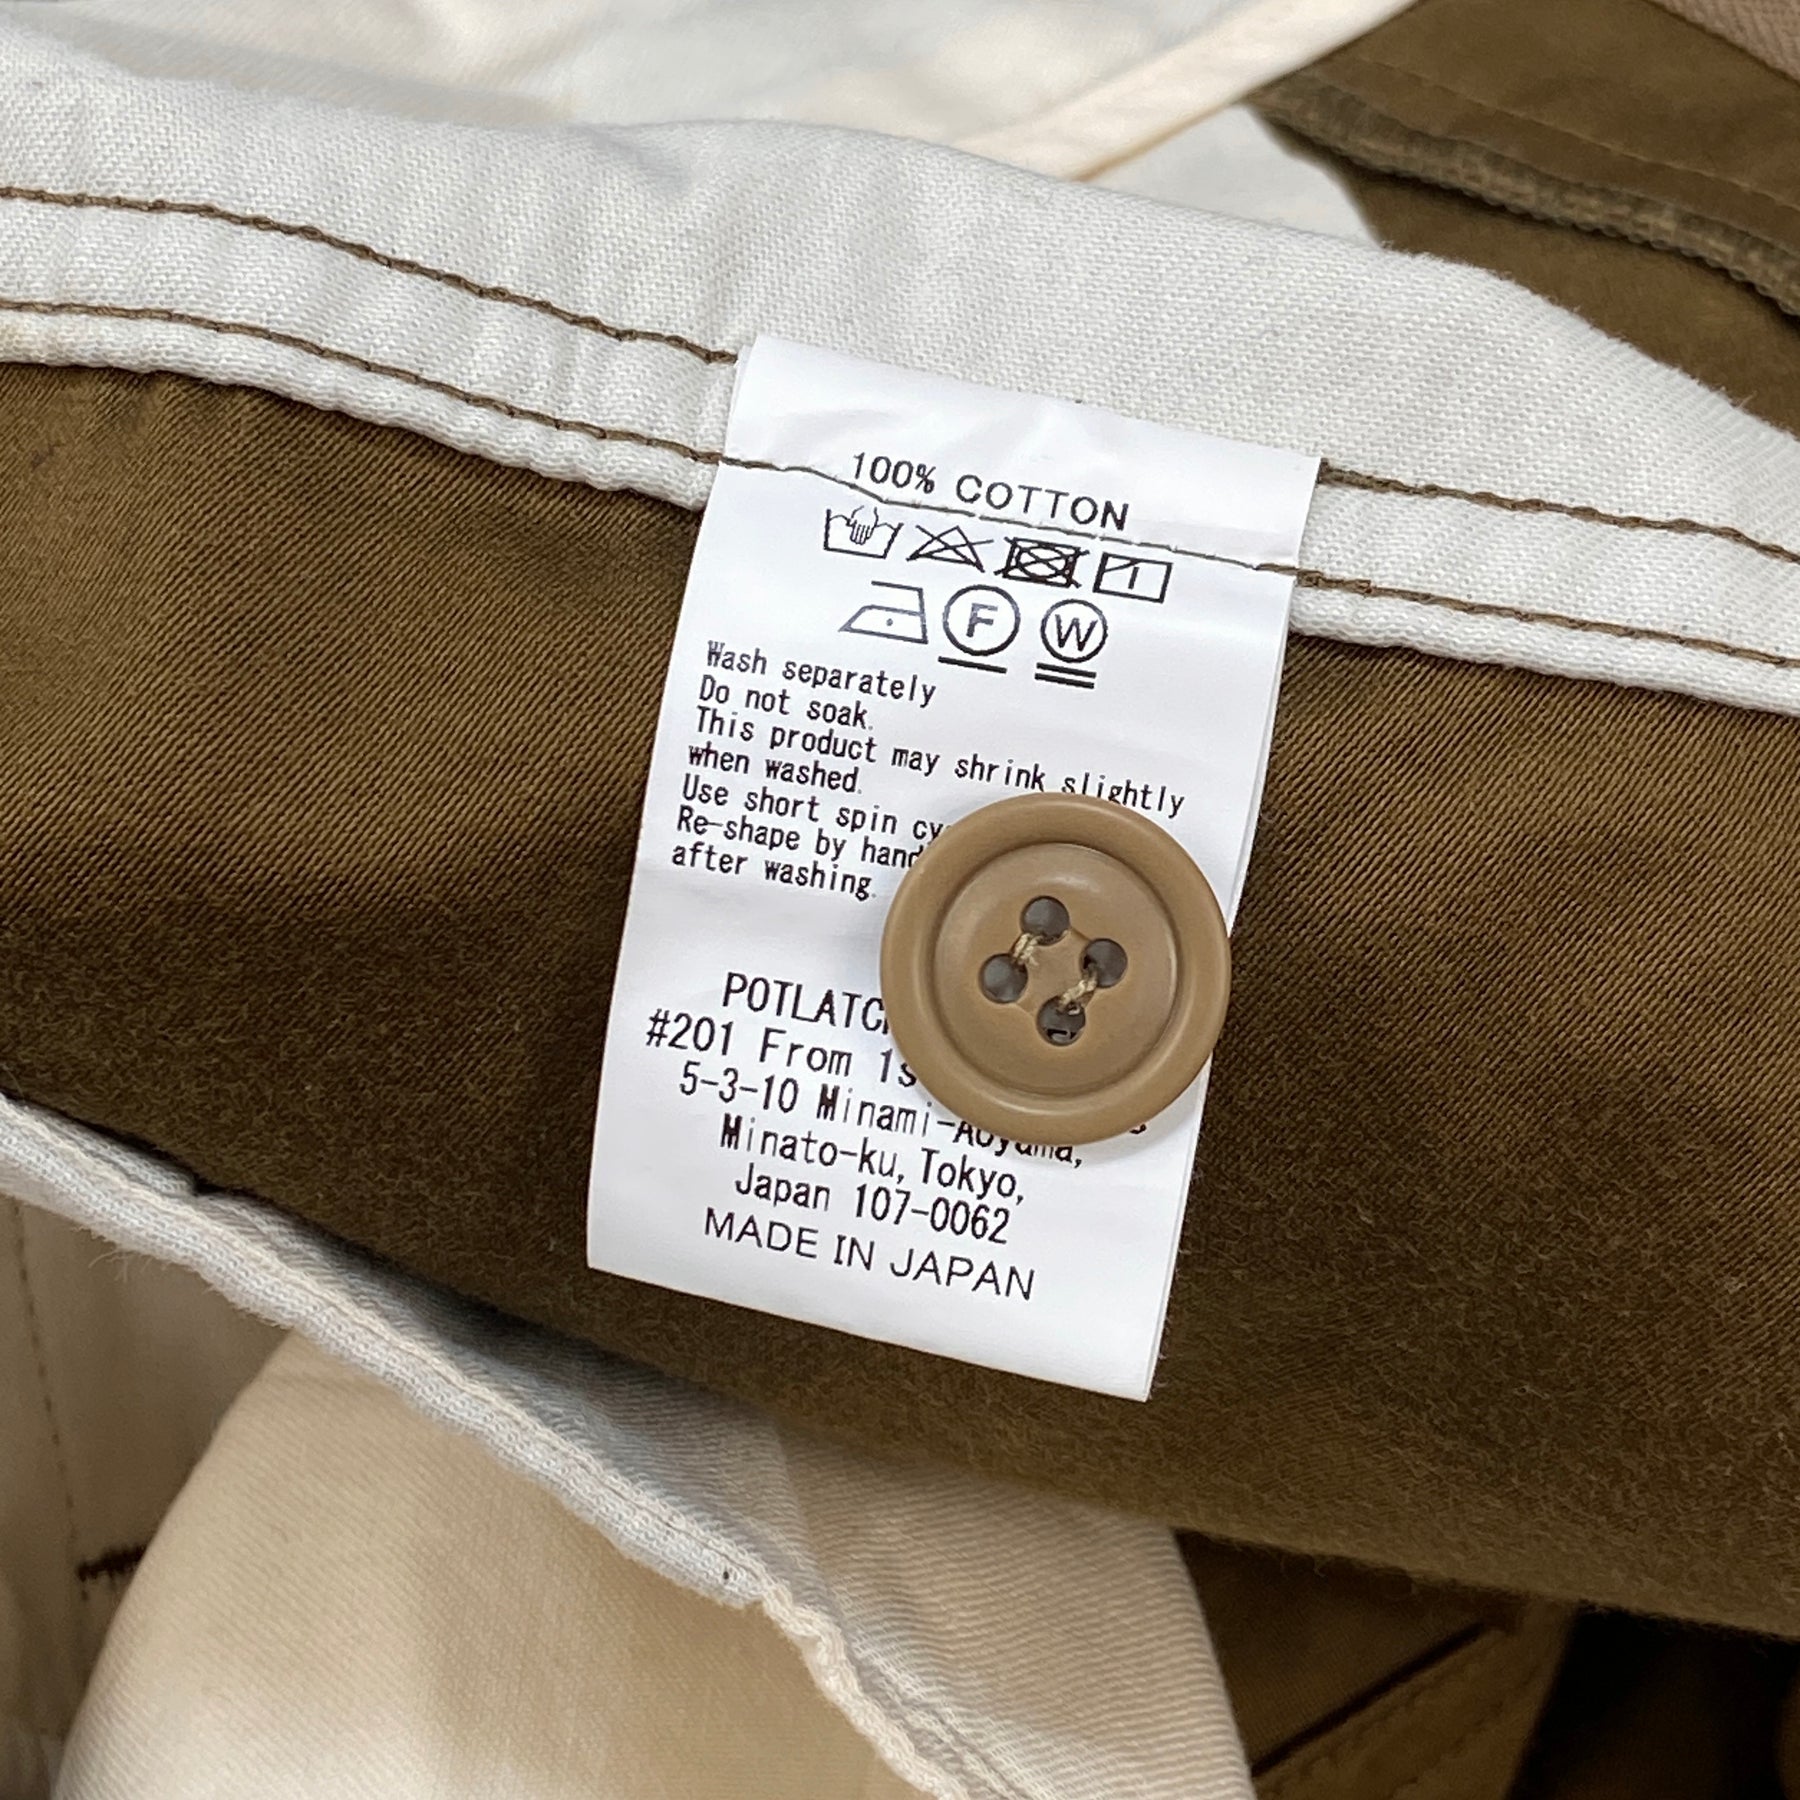 100% COTTON
F W
Wash separately
Do not soak.
This product may shrink slightly
when washed.
Use short spin
Re-shape by hand
after washing.
#201 From
5-3-10 Minami-Aoyama,
Minato-ku, Tokyo,
Japan 107-0062
MADE IN JAPAN